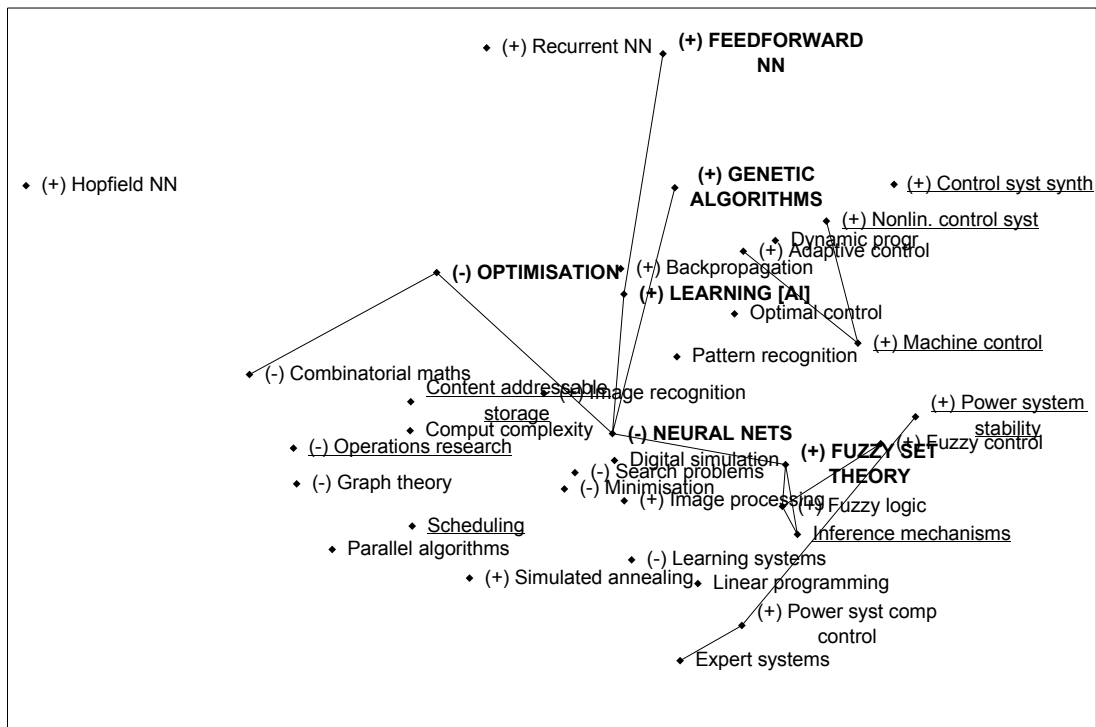 (+) Recurrent NN
(+) FEEDFORWARD
NN
(+) Hopfield NN
(+) GENETIC
ALGORITHMS
(+) Control syst synth
(+) Nonlin. control syst
Dynamic progr
(+) Adaptive control
(-) OPTIMISATION
(+) Backpropagation
(+) LEARNING [AI]
Optimal control
(+) Machine control
Pattern recognition
(-) Combinatorial maths
Content addressable
storage
(+) Image recognition
(+) Power system
stability
Comput complexity
(-) NEURAL NETS
(+) Fuzzy control
(-) Operations research
(+) FUZZY SET
THEORY
Digital simulation
(-) Search problems
(-) Graph theory
(-) Minimisation
(+) Image processing
(+) Fuzzy logic
Scheduling
Inference mechanisms
Parallel algorithms
(-) Learning systems
(+) Simulated annealing
Linear programming
(+) Power syst comp
control
Expert systems